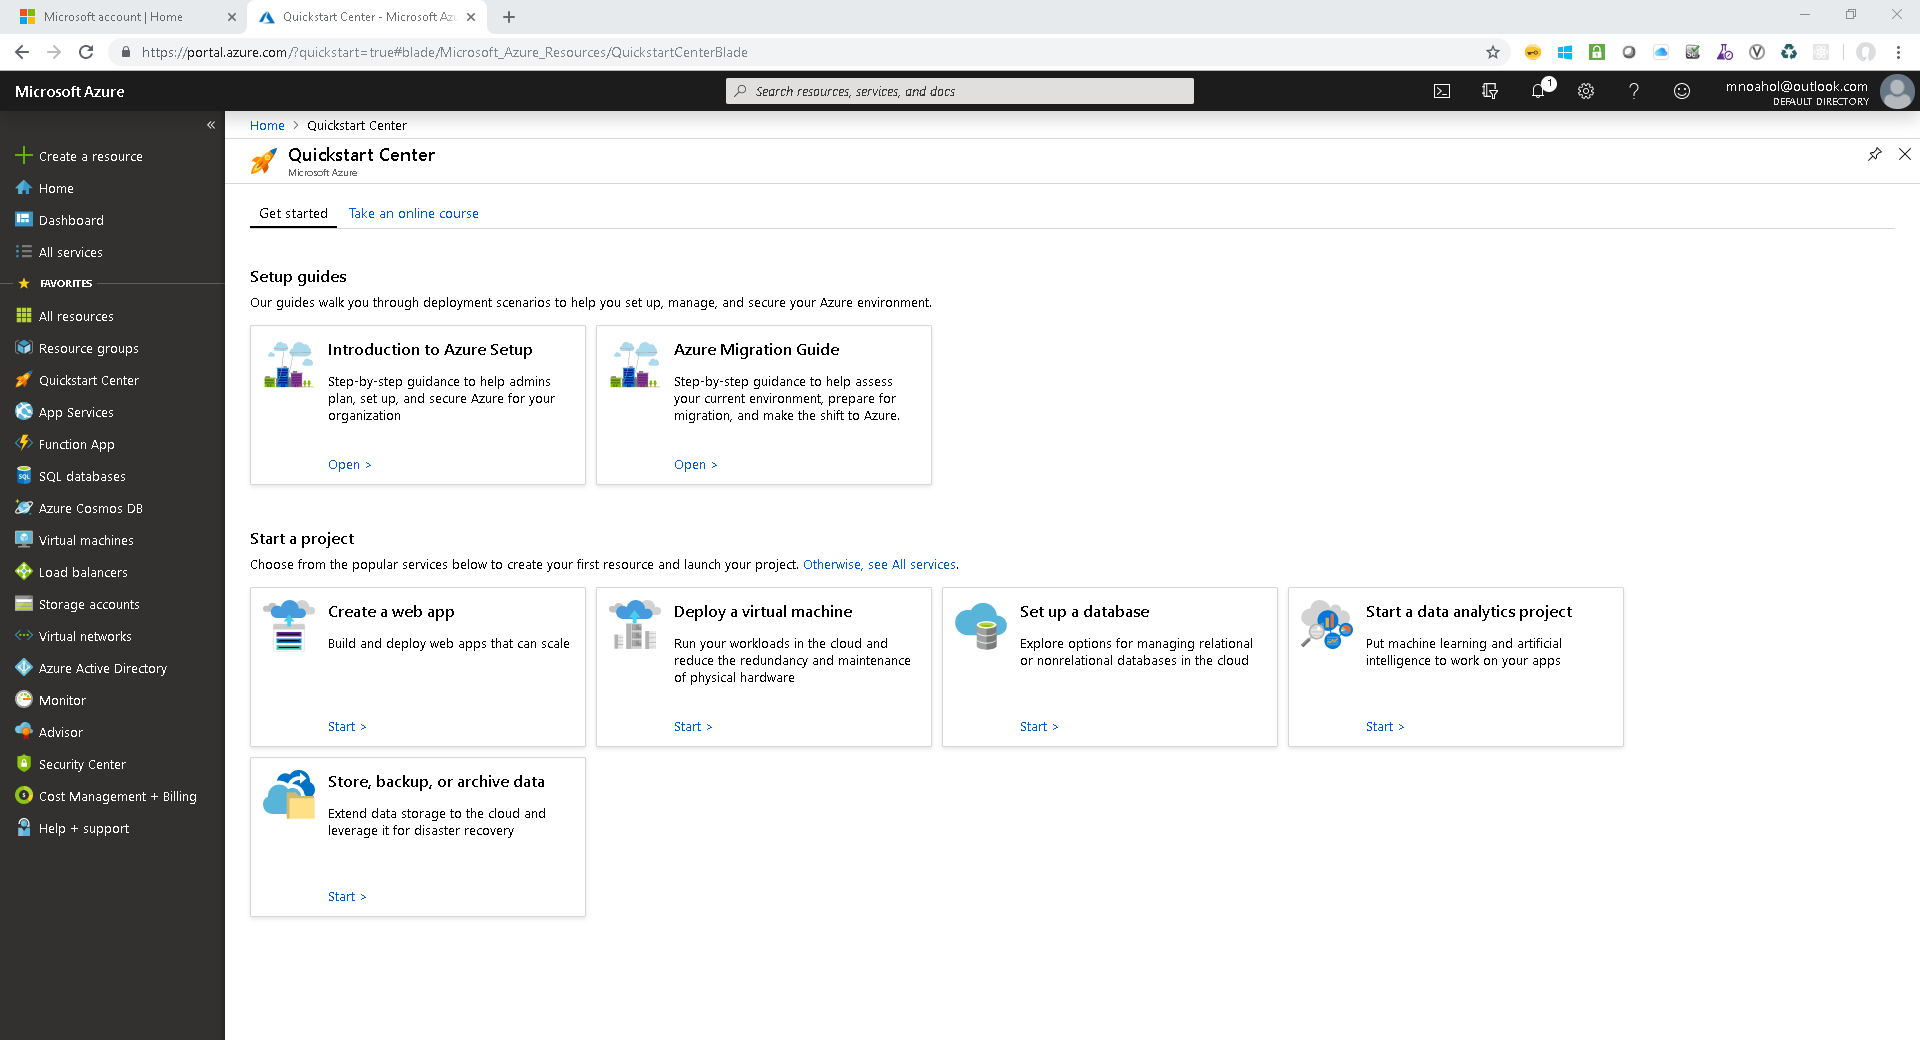 Microsoft account | Home
Quickstart Center - Microsoft Azu
https://portal.azure.com/?quickstart=true#blade/Microsoft_Azure_Resources/QuickstartCenterBlade
Microsoft Azure
Search resources, services, and docs
1
mnoahol@outlook.com
DEFAULT DIRECTORY
«
Create a resource
Home
Dashboard
All services
FAVORITES
All resources
Resource groups
Quickstart Center
App Services
Function App
SQL databases
Azure Cosmos DB
Virtual machines
Load balancers
Storage accounts
Virtual networks
Azure Active Directory
Monitor
Advisor
Security Center
Cost Management + Billing
Help + support
Home > Quickstart Center
Quickstart Center
Microsoft Azure
Get started
Take an online course
Setup guides
Our guides walk you through deployment scenarios to help you set up, manage, and secure your Azure environment.
Introduction to Azure Setup
Step-by-step guidance to help admins
plan, set up, and secure Azure for your
organization
Open >
Azure Migration Guide
Step-by-step guidance to help assess
your current environment, prepare for
migration, and make the shift to Azure.
Open >
Start a project
Choose from the popular services below to create your first resource and launch your project. Otherwise, see All services.
Create a web app
Build and deploy web apps that can scale
Start >
Deploy a virtual machine
Run your workloads in the cloud and
reduce the redundancy and maintenance
of physical hardware
Start >
Set up a database
Explore options for managing relational
or nonrelational databases in the cloud
Start >
Start a data analytics project
Put machine learning and artificial
intelligence to work on your apps
Start >
Store, backup, or archive data
Extend data storage to the cloud and
leverage it for disaster recovery
Start >